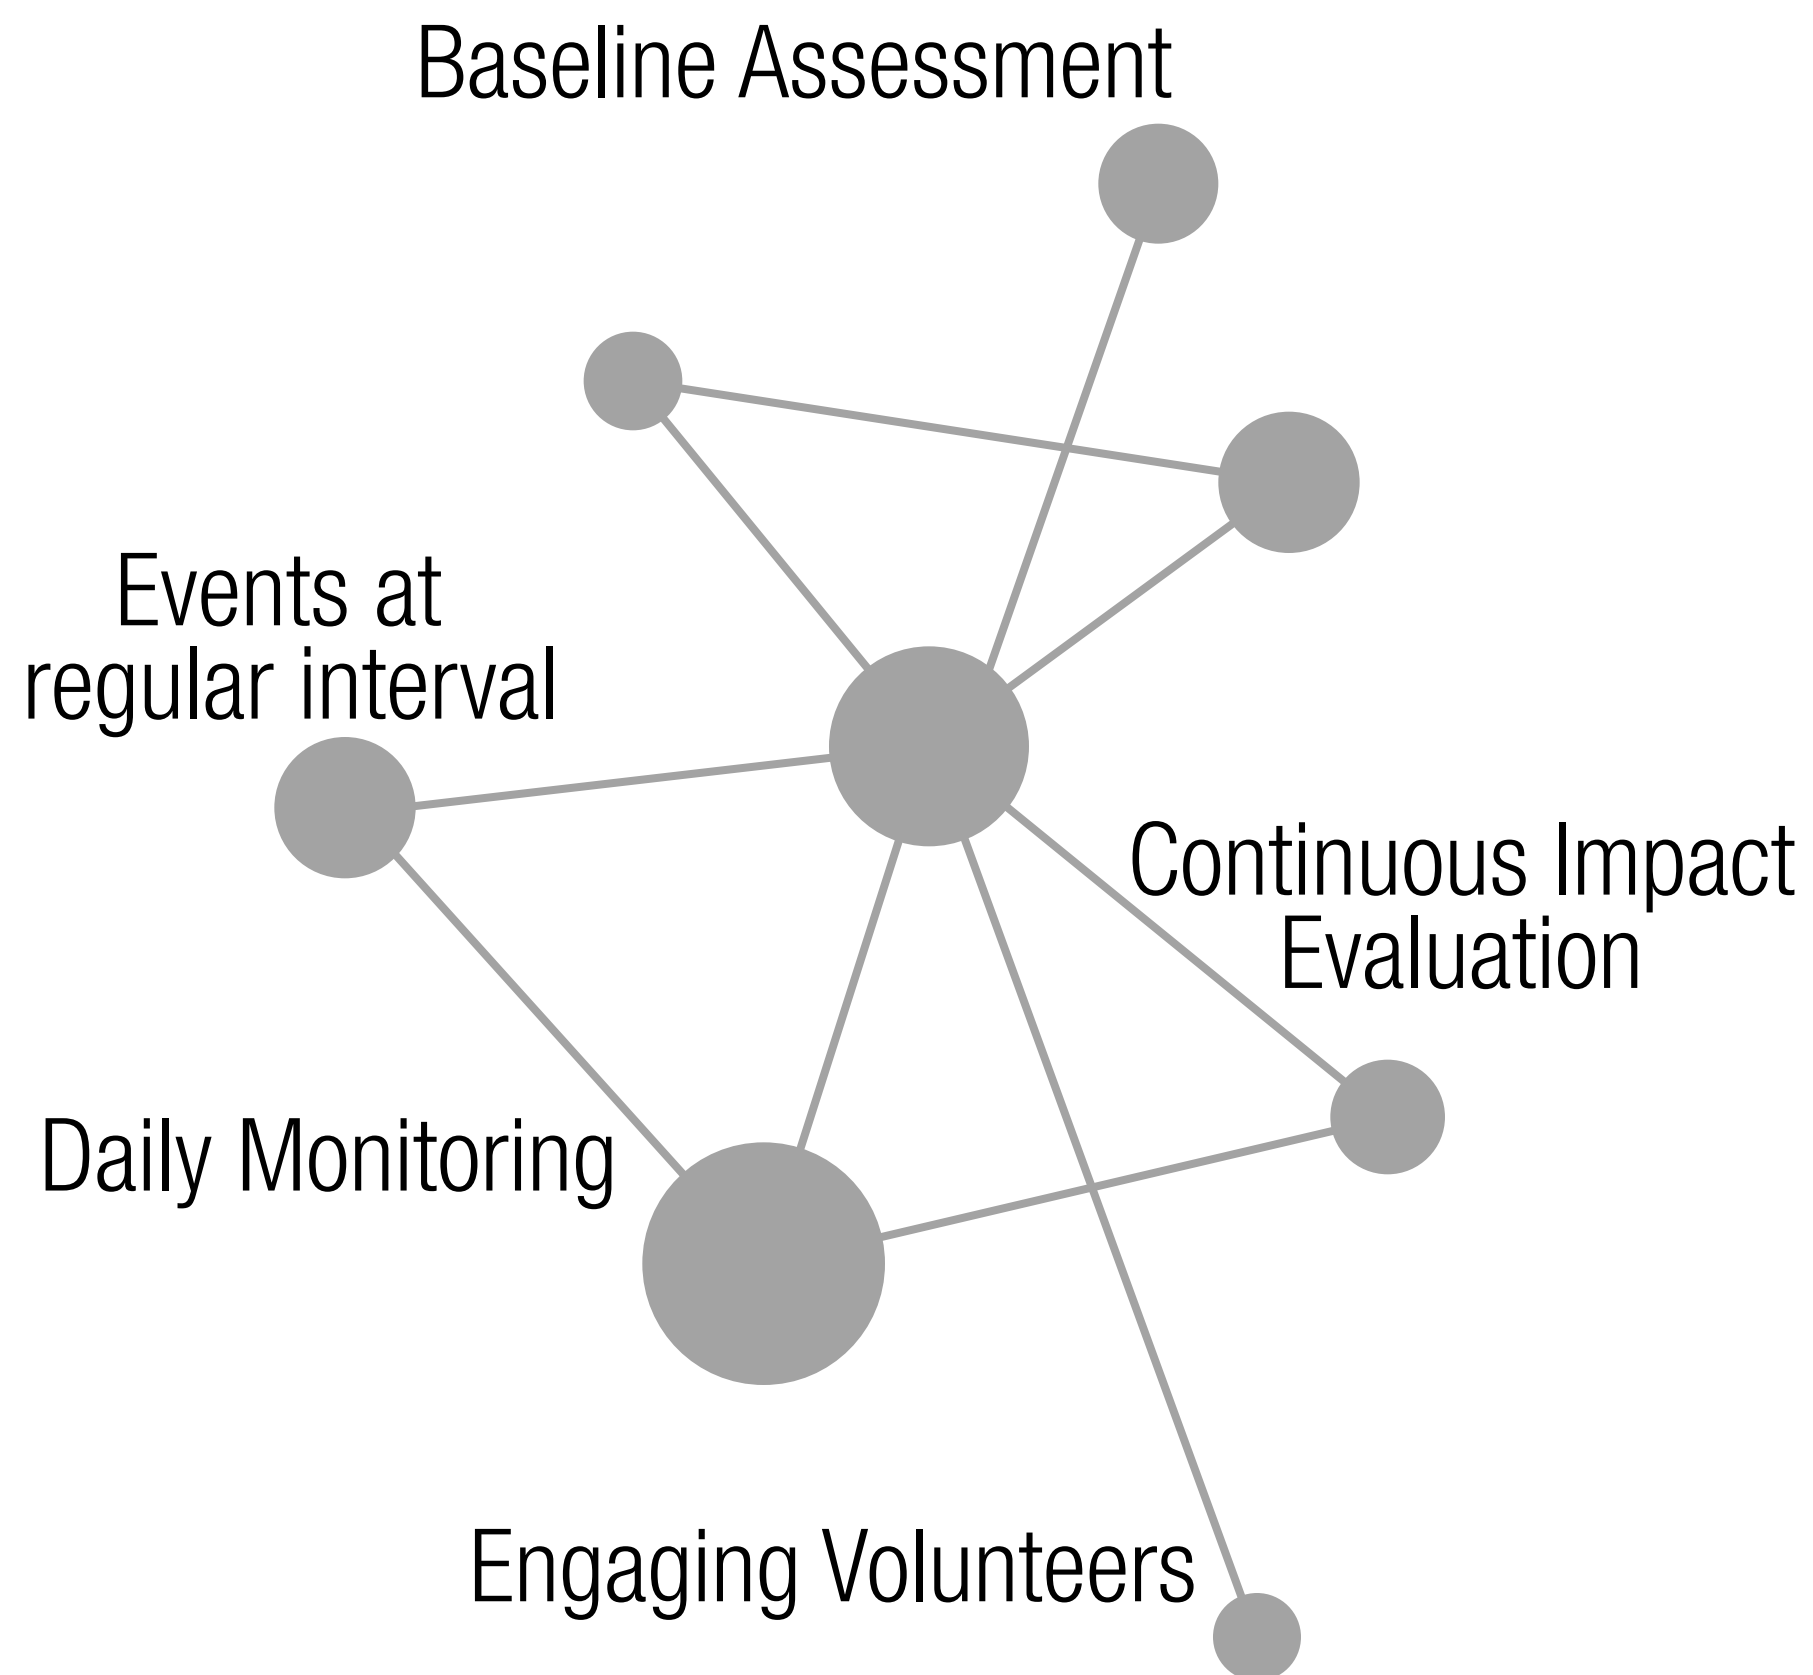 Baseline Assessment
Events at
regular interval
Continuous Impact
Evaluation
Daily Monitoring
Engaging Volunteers